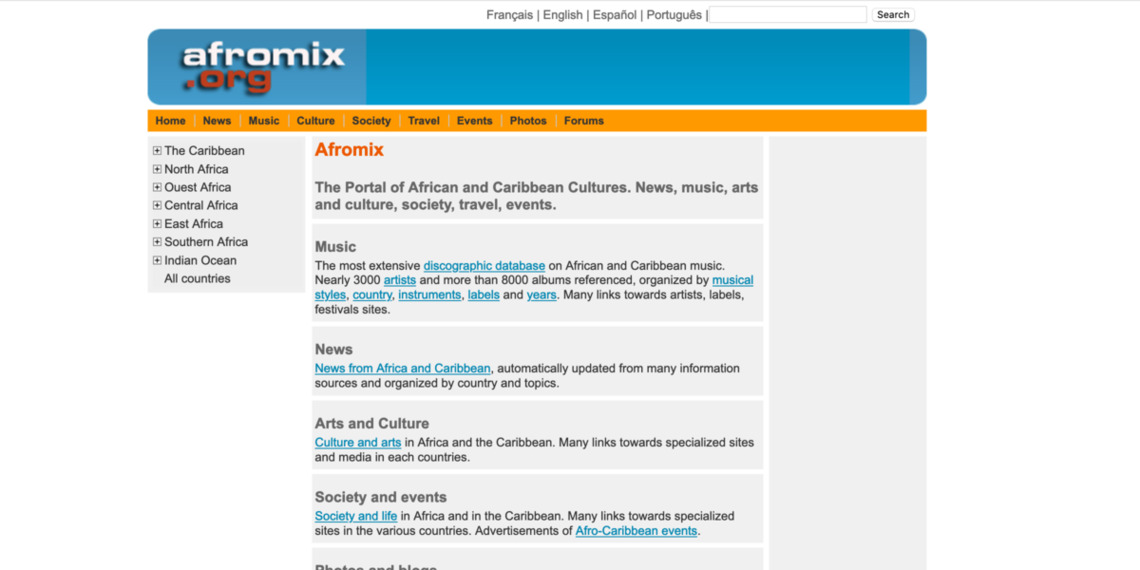 Français | English | Español | Português |
Search
afromix
.org
Home | News | Music | Culture | Society | Travel | Events | Photos | Forums
The Caribbean
North Africa
Ouest Africa
Central Africa
East Africa
Southern Africa
Indian Ocean
All countries
Afromix
The Portal of African and Caribbean Cultures. News, music, arts
and culture, society, travel, events.
Music
The most extensive discographic database on African and Caribbean music.
Nearly 3000 artists and more than 8000 albums referenced, organized by musical
styles, country, instruments, labels and years. Many links towards artists, labels,
festivals sites.
News
News from Africa and Caribbean, automatically updated from many information
sources and organized by country and topics.
Arts and Culture
Culture and arts in Africa and the Caribbean. Many links towards specialized sites
and media in each countries.
Society and events
Society and life in Africa and in the Caribbean. Many links towards specialized
sites in the various countries. Advertisements of Afro-Caribbean events.
Photos and blogs